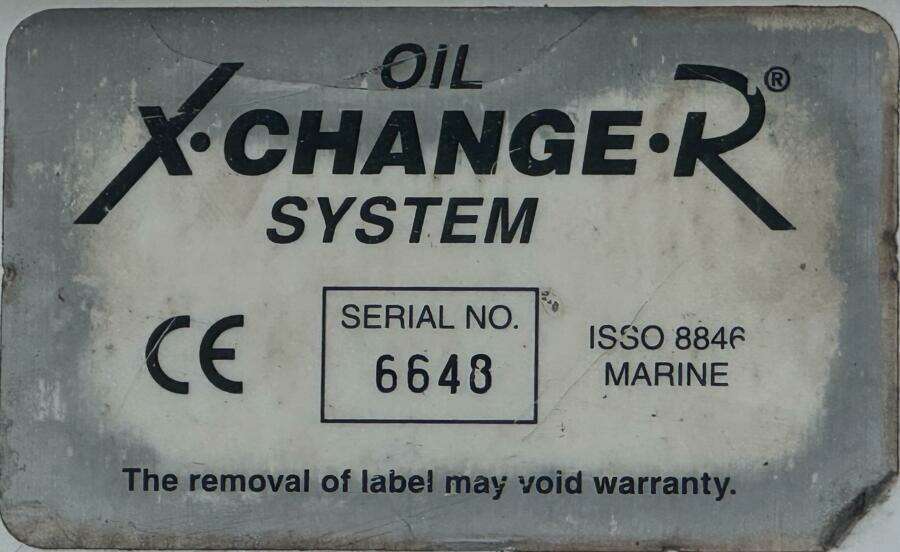 OIL
X·CHANGE·R®
SYSTEM
CE
SERIAL NO.
6648
ISSO 8846
MARINE
The removal of label may void warranty.